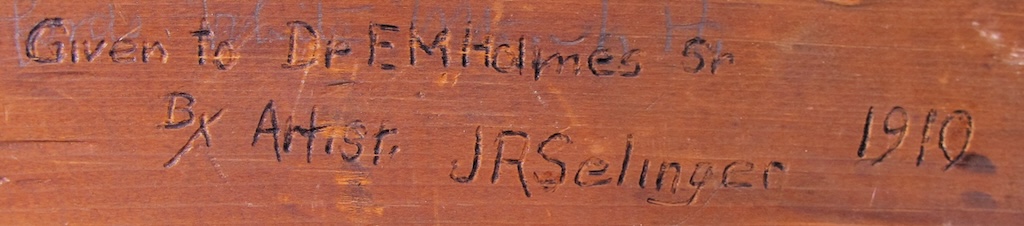 Given to Dr E M Holmes Sr
By Artist. J R Selinger 1910